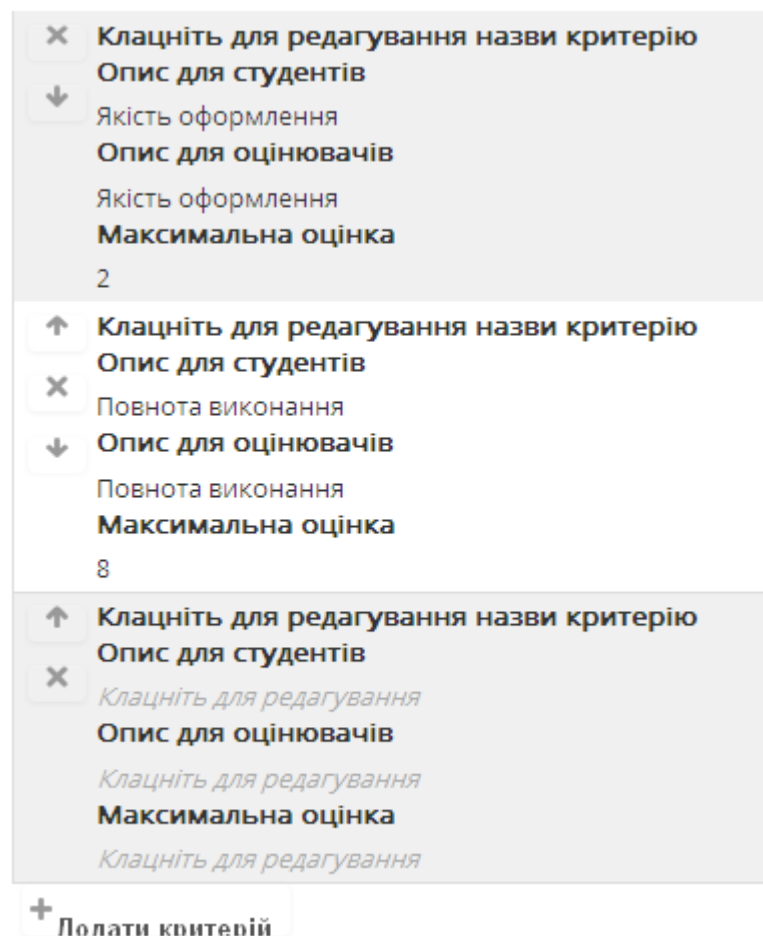 Клацніть для редагування назви критерію
Опис для студентів
Якість оформлення
Опис для оцінювачів
Якість оформлення
Максимальна оцінка
2
Клацніть для редагування назви критерію
Опис для студентів
Повнота виконання
Опис для оцінювачів
Повнота виконання
Максимальна оцінка
8
Клацніть для редагування назви критерію
Опис для студентів
Клацніть для редагування
Опис для оцінювачів
Клацніть для редагування
Максимальна оцінка
Клацніть для редагування
Додати критерій